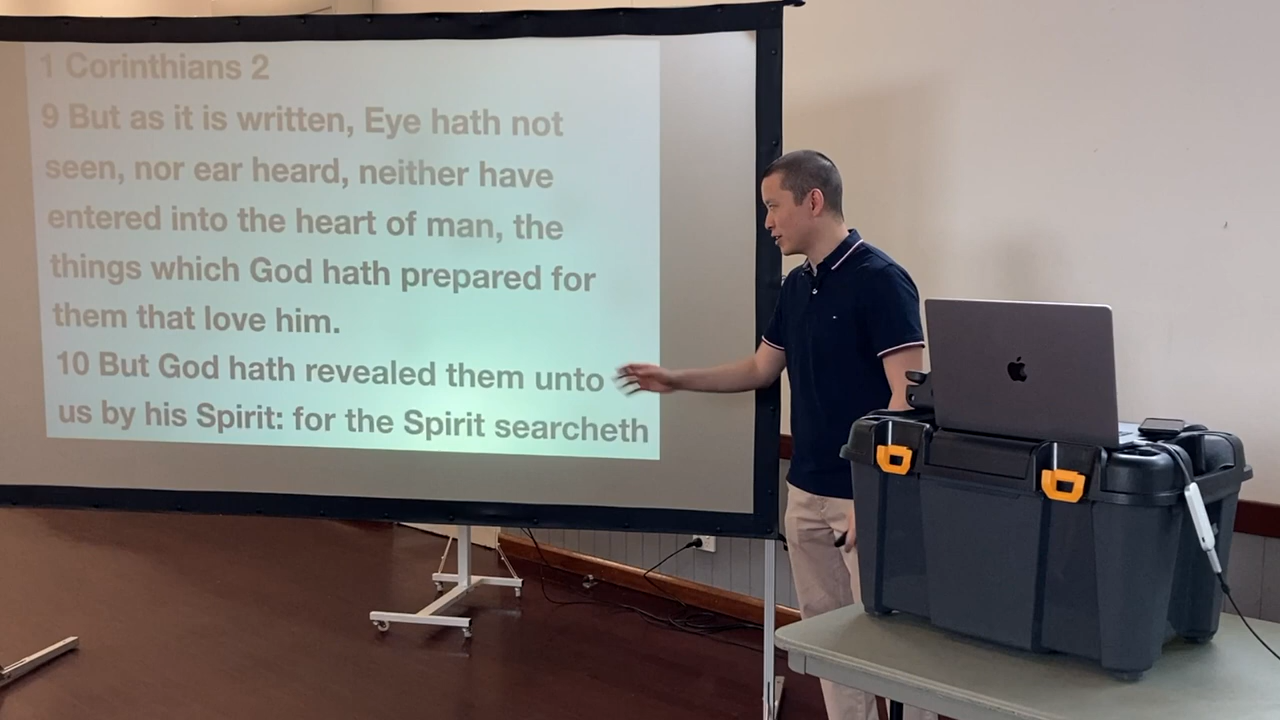 1 Corinthians 2
9 But as it is written, Eye hath not
seen, nor ear heard, neither have
entered into the heart of man, the
things which God hath prepared for
them that love him.
10 But God hath revealed them unto
us by his Spirit: for the Spirit searcheth